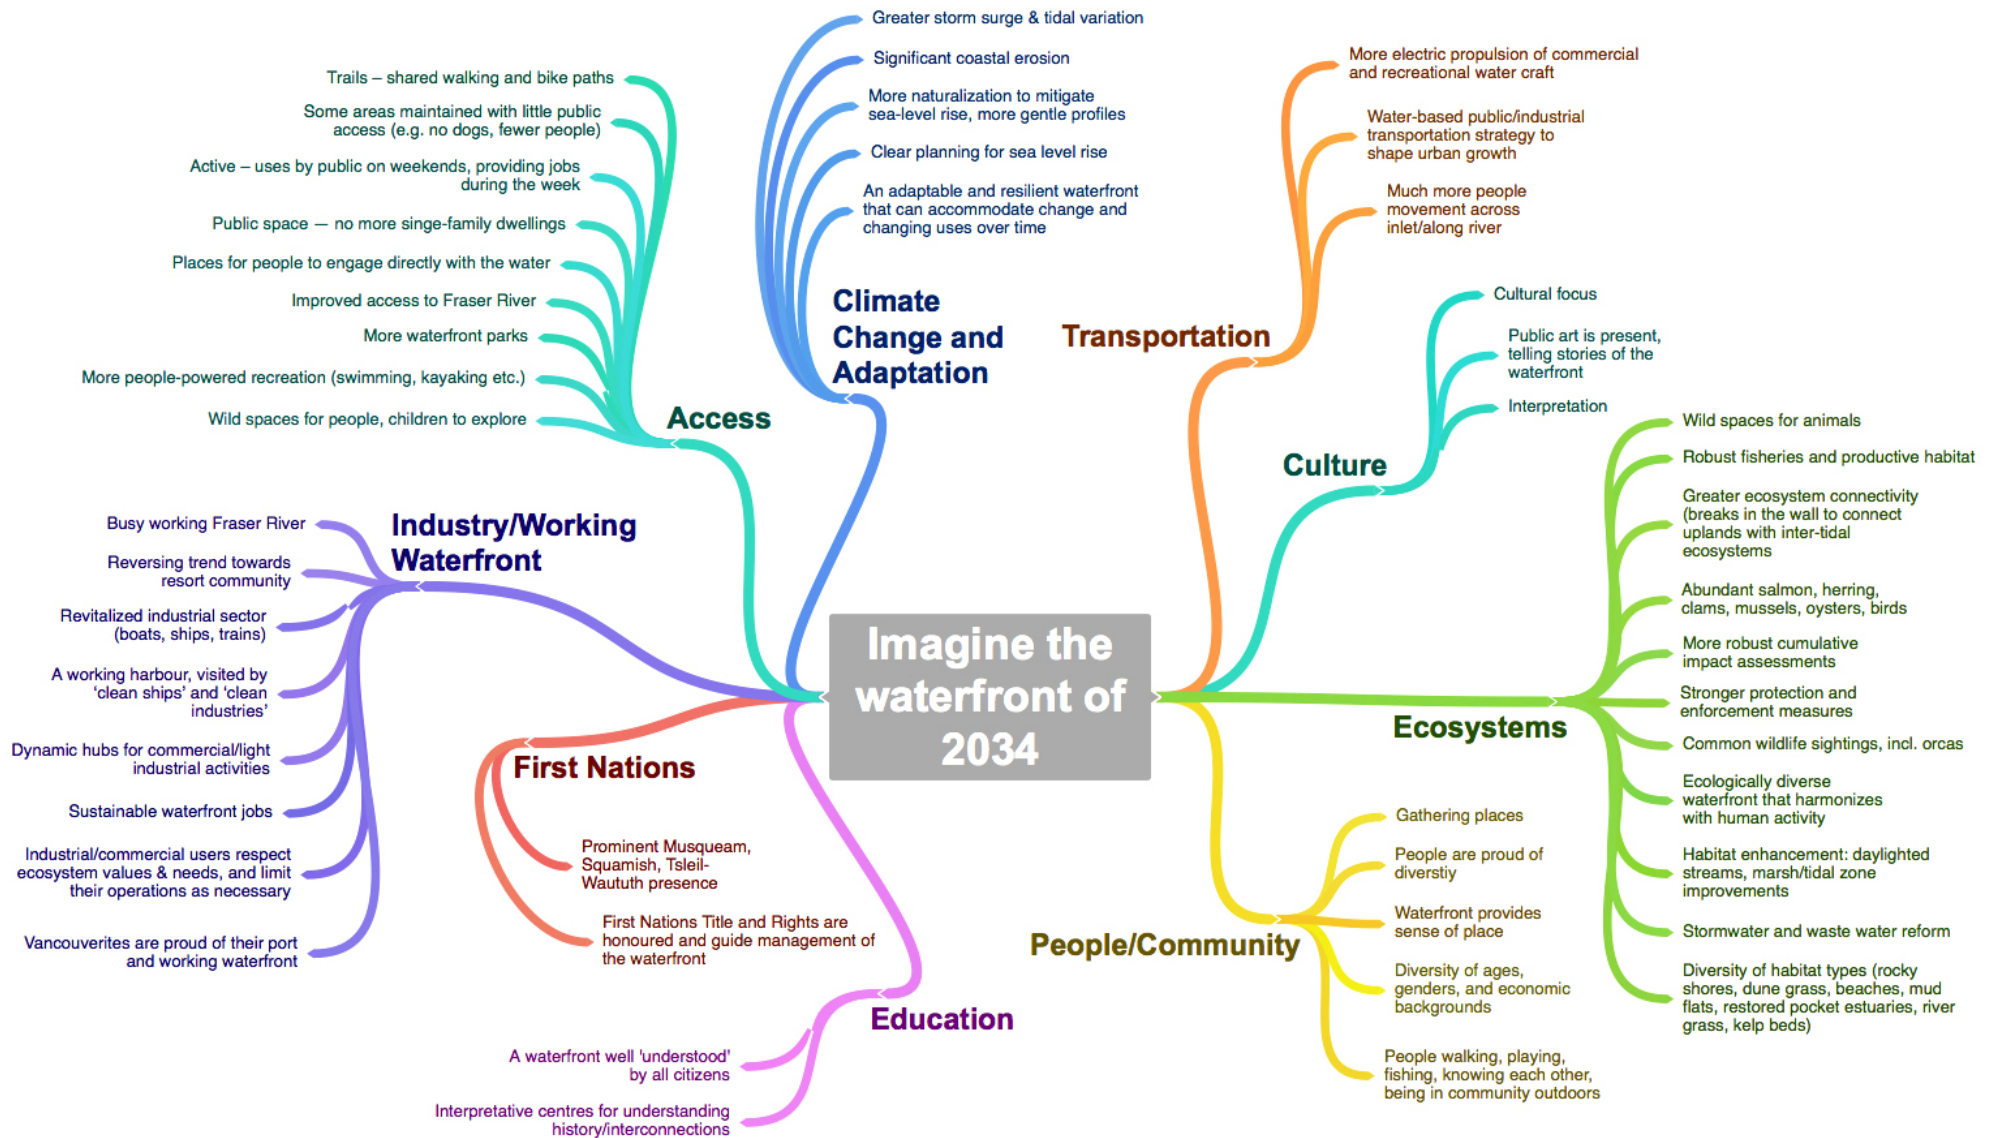 Imagine the
waterfront of
2034
Climate
Change and
Adaptation
Greater storm surge & tidal variation
Significant coastal erosion
More naturalization to mitigate
sea-level rise, more gentle profiles
Clear planning for sea level rise
An adaptable and resilient waterfront
that can accommodate change and
changing uses over time
Access
Trails – shared walking and bike paths
Some areas maintained with little public
access (e.g. no dogs, fewer people)
Active – uses by public on weekends, providing jobs
during the week
Public space — no more singe-family dwellings
Places for people to engage directly with the water
Improved access to Fraser River
More waterfront parks
More people-powered recreation (swimming, kayaking etc.)
Wild spaces for people, children to explore
Industry/Working
Waterfront
Busy working Fraser River
Reversing trend towards
resort community
Revitalized industrial sector
(boats, ships, trains)
A working harbour, visited by
‘clean ships’ and ‘clean
industries’
Dynamic hubs for commercial/light
industrial activities
Sustainable waterfront jobs
Industrial/commercial users respect
ecosystem values & needs, and limit
their operations as necessary
Vancouverites are proud of their port
and working waterfront
First Nations
Prominent Musqueam,
Squamish, Tsleil-
Waututh presence
First Nations Title and Rights are
honoured and guide management of
the waterfront
Education
A waterfront well 'understood'
by all citizens
Interpretative centres for understanding
history/interconnections
Transportation
More electric propulsion of commercial
and recreational water craft
Water-based public/industrial
transportation strategy to
shape urban growth
Much more people
movement across
inlet/along river
Culture
Cultural focus
Public art is present,
telling stories of the
waterfront
Interpretation
Ecosystems
Wild spaces for animals
Robust fisheries and productive habitat
Greater ecosystem connectivity
(breaks in the wall to connect
uplands with inter-tidal
ecosystems
Abundant salmon, herring,
clams, mussels, oysters, birds
More robust cumulative
impact assessments
Stronger protection and
enforcement measures
Common wildlife sightings, incl. orcas
Ecologically diverse
waterfront that harmonizes
with human activity
Habitat enhancement: daylighted
streams, marsh/tidal zone
improvements
Stormwater and waste water reform
Diversity of habitat types (rocky
shores, dune grass, beaches, mud
flats, restored pocket estuaries, river
grass, kelp beds)
People/Community
Gathering places
People are proud of
diverstiy
Waterfront provides
sense of place
Diversity of ages,
genders, and economic
backgrounds
People walking, playing,
fishing, knowing each other,
being in community outdoors